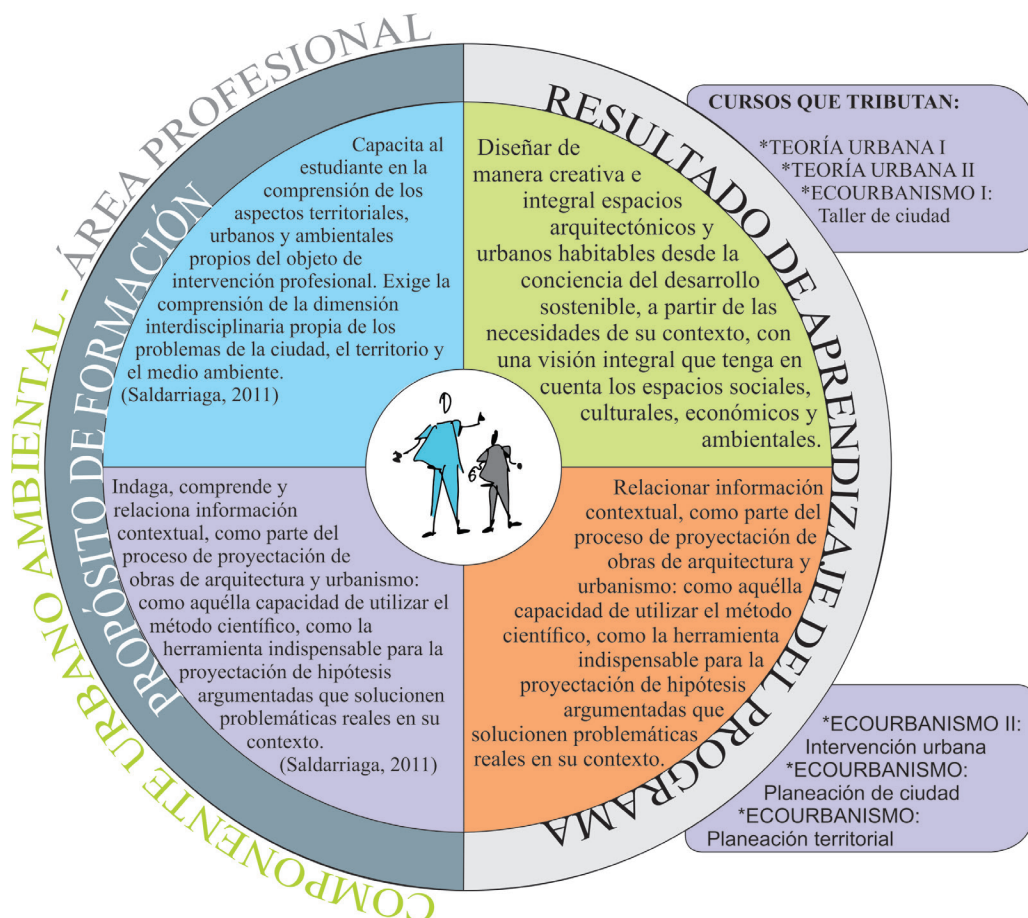 COMPONENTE URBANO AMBIENTAL - ÁREA PROFESIONAL
PROPÓSITO DE FORMACIÓN
Capacita al
estudiante en la
comprensión de los
aspectos territoriales,
urbanos y ambientales
propios del objeto de
intervención profesional. Exige la
comprensión de la dimensión
interdisciplinaria propia de los
problemas de la ciudad, el territorio y
el medio ambiente.
(Saldarriaga, 2011)
Indaga, comprende y
relaciona información
contextual, como parte del
proceso de proyectación de
obras de arquitectura y urbanismo:
como aquélla capacidad de utilizar el
método científico, como la
herramienta indispensable para la
proyectación de hipótesis
argumentadas que solucionen
problemáticas reales en su
contexto.
(Saldarriaga, 2011)
RESULTADO DE APRENDIZAJE DEL PROGRAMA
Diseñar de
manera creativa e
integral espacios
arquitectónicos y
urbanos habitables desde la
conciencia del desarrollo
sostenible, a partir de las
necesidades de su contexto, con
una visión integral que tenga en
cuenta los espacios sociales,
culturales, económicos y
ambientales.
Relacionar información
contextual, como parte del
proceso de proyectación de
obras de arquitectura y
urbanismo: como aquélla
capacidad de utilizar el método
científico, como la herramienta
indispensable para la
proyectación de hipótesis
argumentadas que
solucionen problemáticas
reales en su contexto.
CURSOS QUE TRIBUTAN:
*TEORÍA URBANA I
*TEORÍA URBANA II
*ECOURBANISMO I:
Taller de ciudad
*ECOURBANISMO II:
Intervención urbana
*ECOURBANISMO:
Planeación de ciudad
*ECOURBANISMO:
Planeación territorial